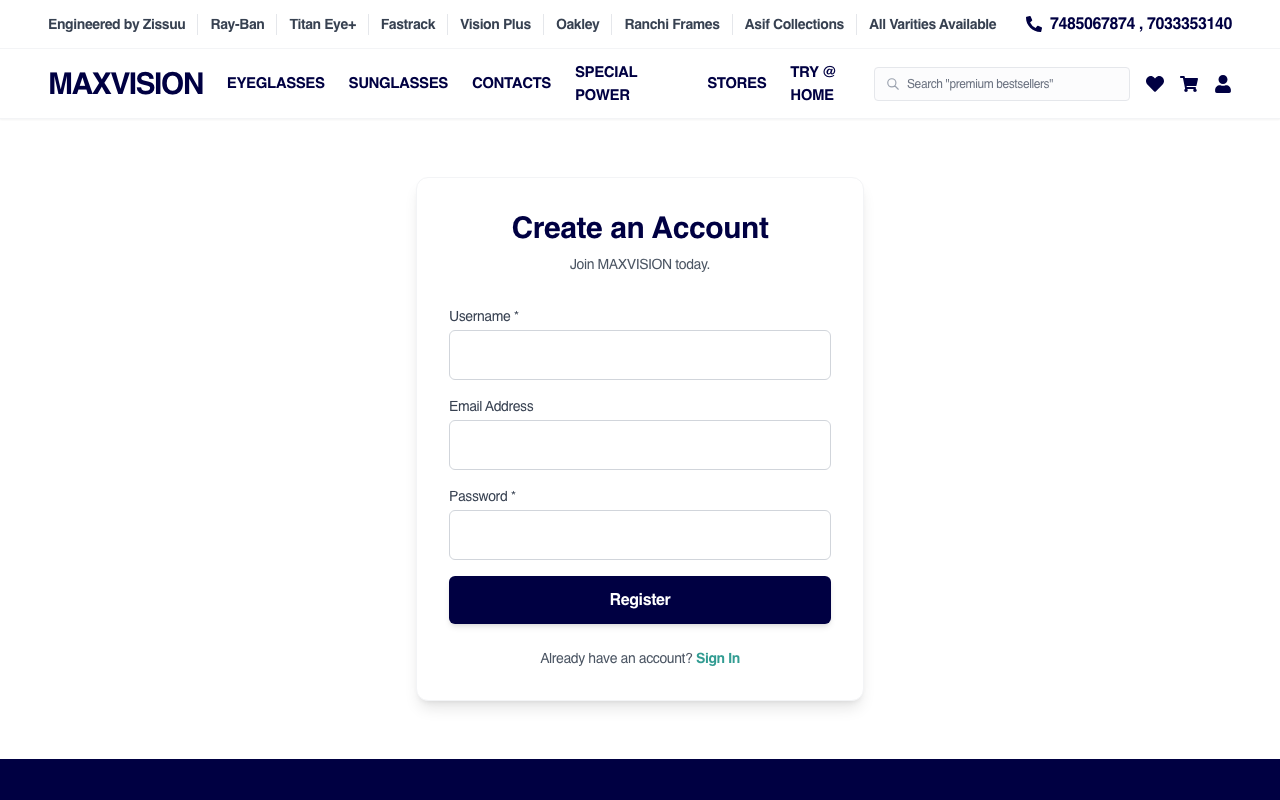 Engineered by Zissuu Ray-Ban Titan Eye+ Fastrack Vision Plus Oakley Ranchi Frames Asif Collections All Varities Available 7485067874 , 7033353140
MAXVISION EYEGLASSES SUNGLASSES CONTACTS SPECIAL POWER STORES TRY @ HOME Search "premium bestsellers"
Create an Account
Join MAXVISION today.
Username *
Email Address
Password *
Register
Already have an account? Sign In